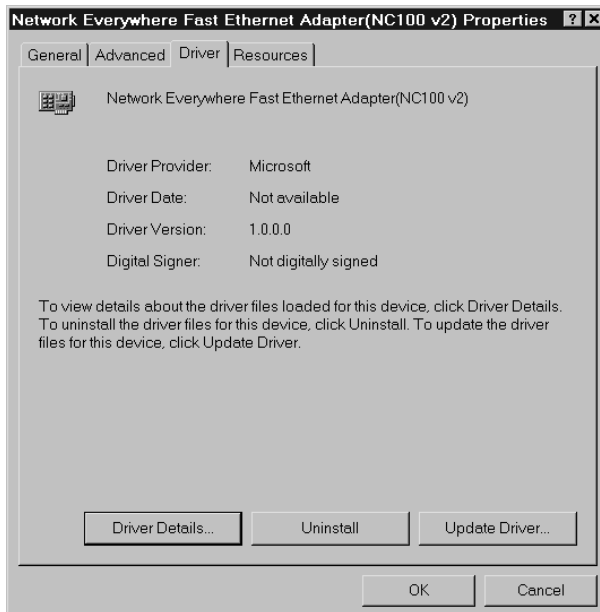 Network Everywhere Fast Ethernet Adapter(NC100 v2) Properties ? X
General Advanced Driver Resources
Network Everywhere Fast Ethernet Adapter(NC100 v2)
Driver Provider: Microsoft
Driver Date: Not available
Driver Version: 1.0.0.0
Digital Signer: Not digitally signed
To view details about the driver files loaded for this device, click Driver Details.
To uninstall the driver files for this device, click Uninstall. To update the driver
files for this device, click Update Driver.
Driver Details... Uninstall Update Driver...
OK Cancel